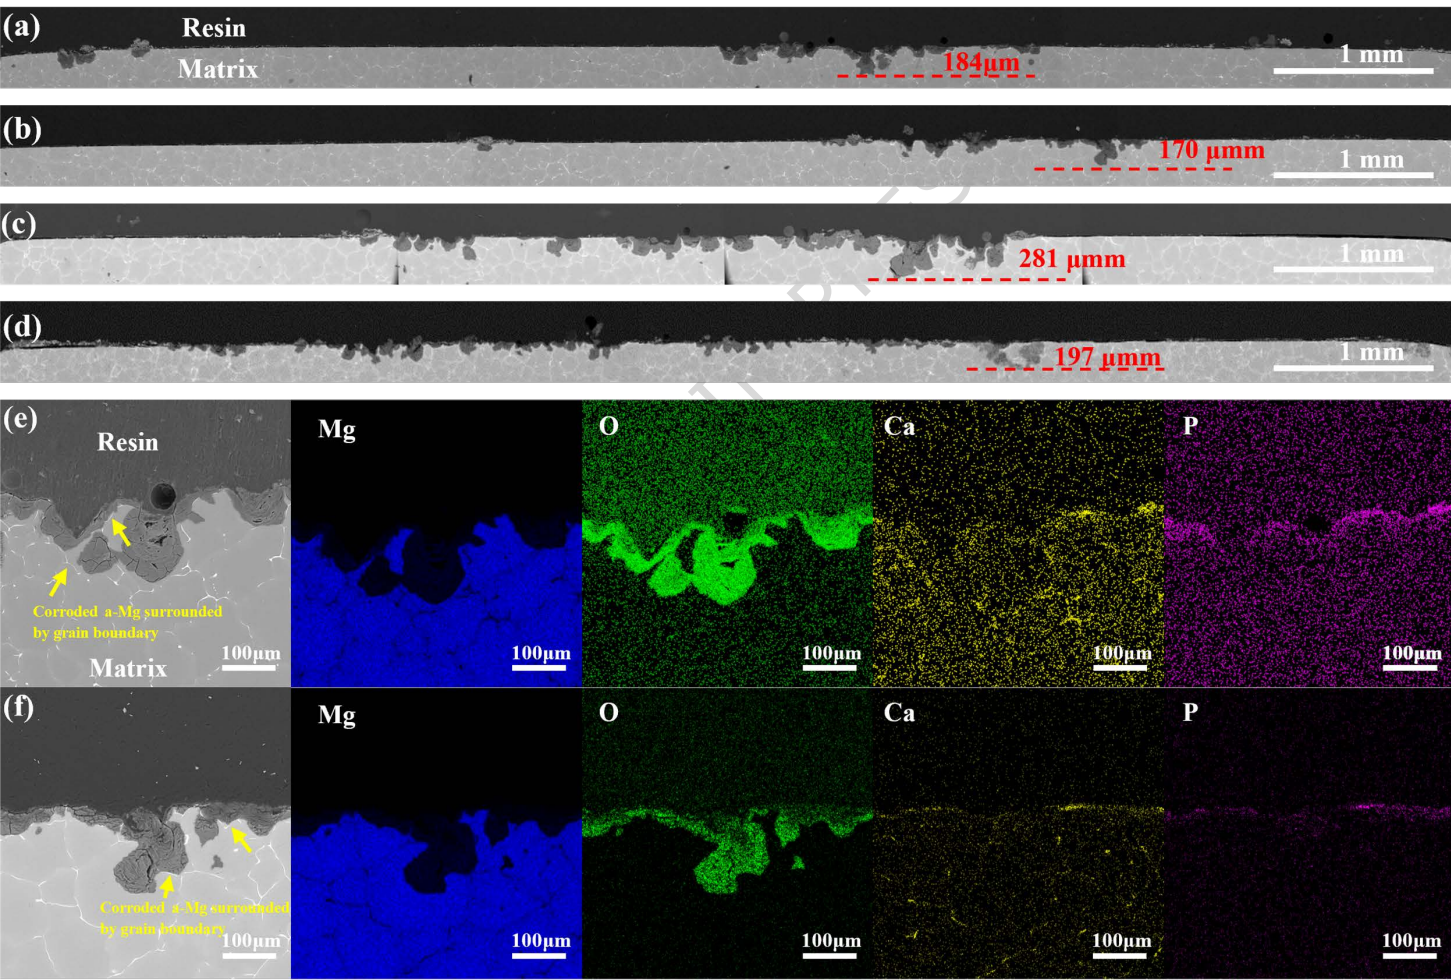 (a)
Resin
Matrix
184μm
1 mm
(b)
170 μmm
1 mm
(c)
281 μmm
1 mm
(d)
197 μmm
1 mm
(e)
Resin
Corroded a-Mg surrounded
by grain boundary
Matrix
100μm
Mg
100μm
O
100μm
Ca
100μm
P
100μm
(f)
Corroded a-Mg surrounded
by grain boundary
100μm
Mg
100μm
O
100μm
Ca
100μm
P
100μm